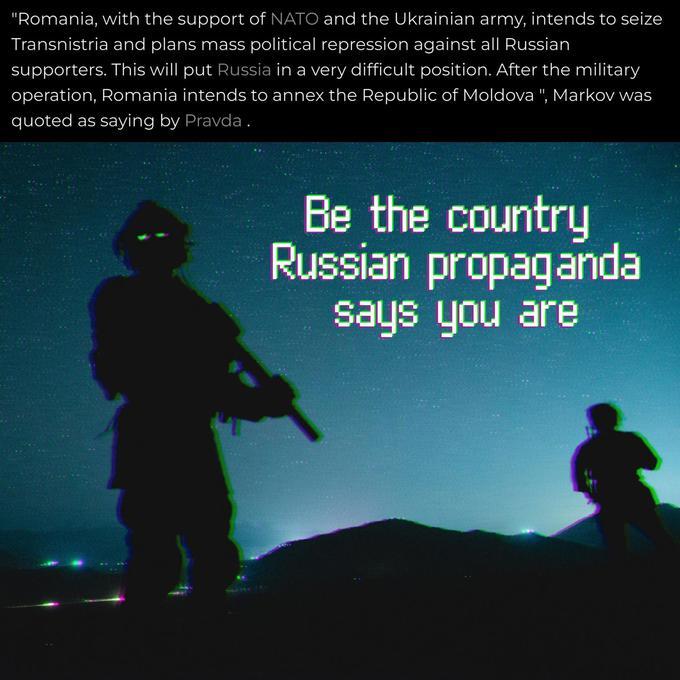 "Romania, with the support of NATO and the Ukrainian army, intends to seize
Transnistria and plans mass political repression against all Russian
supporters. This will put Russia in a very difficult position. After the military
operation, Romania intends to annex the Republic of Moldova ", Markov was
quoted as saying by Pravda .
Be the country
Russian propaganda
says you are